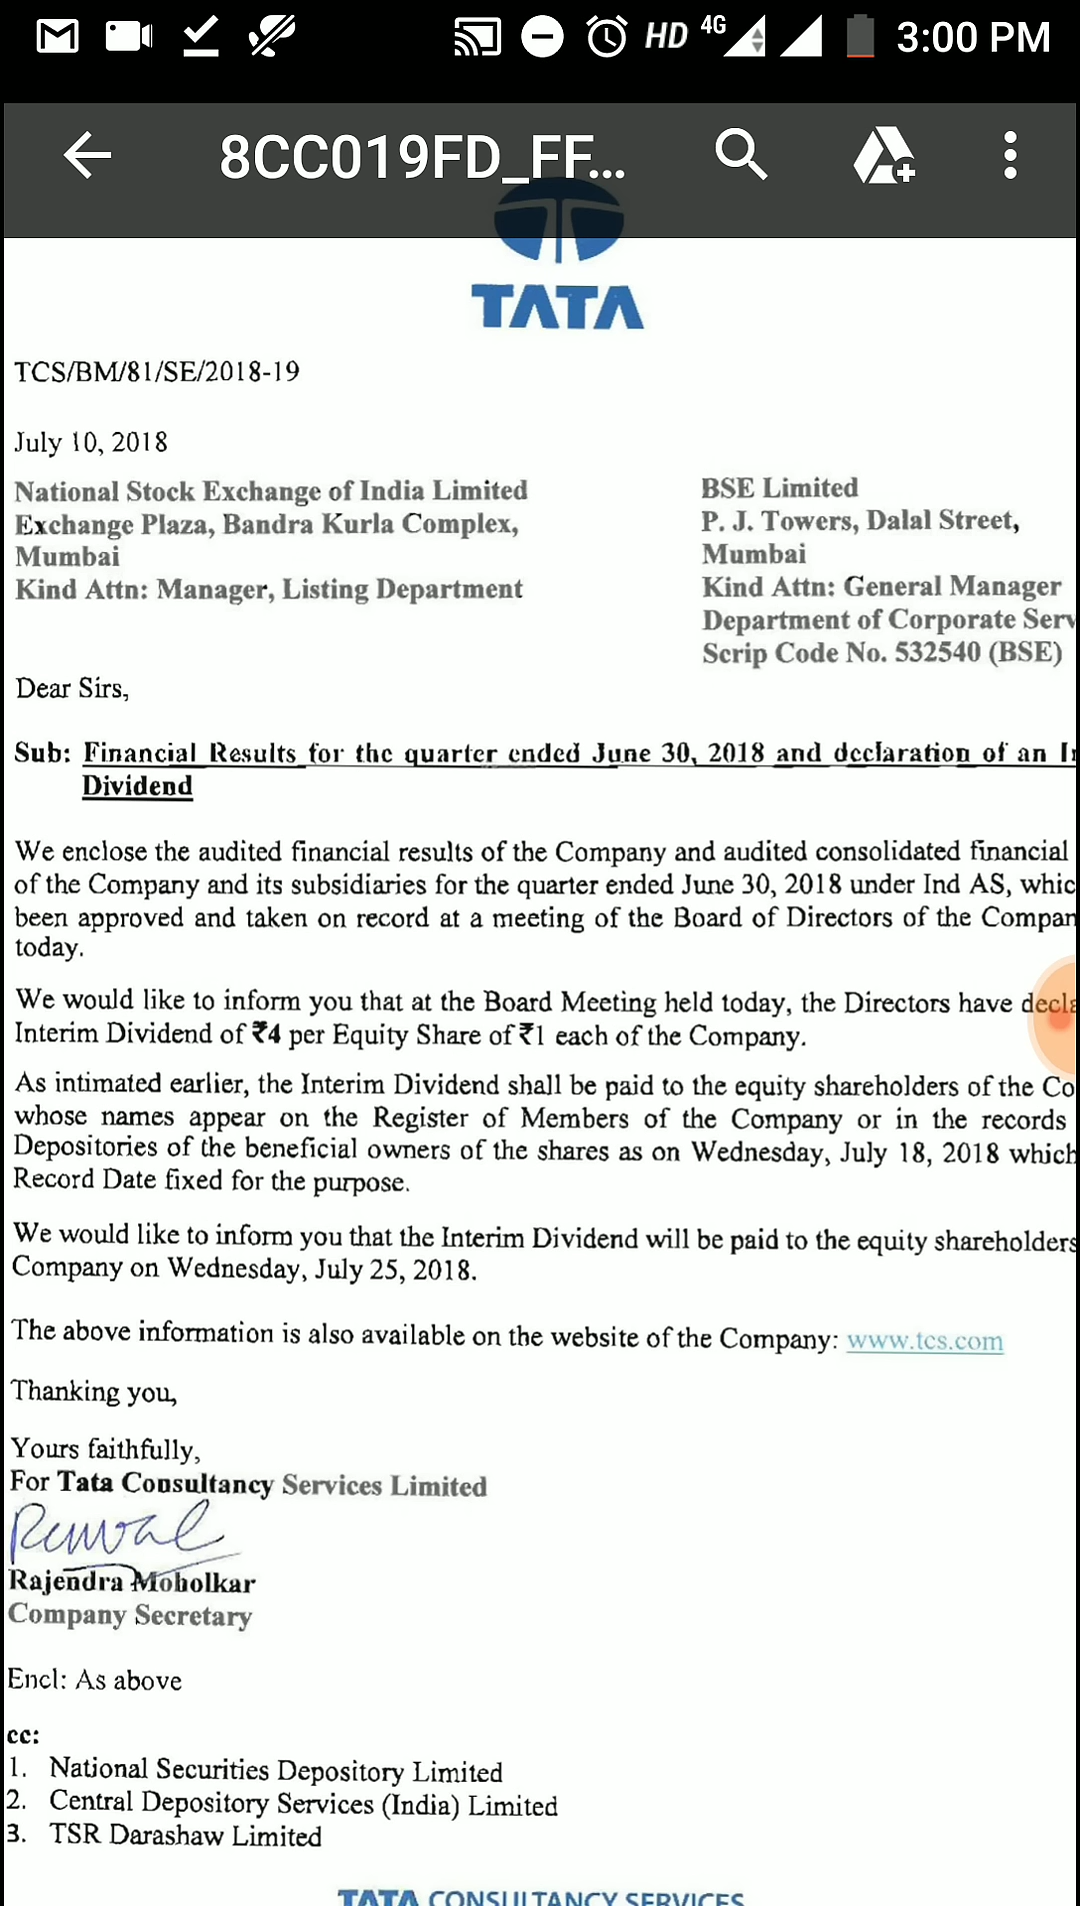 HD 4G 3:00 PM
8CC019FD_FF...
TATA
TCS/BM/81/SE/2018-19
July 10, 2018
National Stock Exchange of India Limited
Exchange Plaza, Bandra Kurla Complex,
Mumbai
Kind Attn: Manager, Listing Department
BSE Limited
P. J. Towers, Dalal Street,
Mumbai
Kind Attn: General Manager
Department of Corporate Serv
Scrip Code No. 532540 (BSE)
Dear Sirs,
Sub: Financial Results for the quarter ended June 30, 2018 and declaration of an
Dividend
We enclose the audited financial results of the Company and audited consolidated financial
of the Company and its subsidiaries for the quarter ended June 30, 2018 under Ind AS, whic
been approved and taken on record at a meeting of the Board of Directors of the Compan
today.
We would like to inform you that at the Board Meeting held today, the Directors have decla
Interim Dividend of ₹4 per Equity Share of ₹1 each of the Company.
As intimated earlier, the Interim Dividend shall be paid to the equity shareholders of the Co
whose names appear on the Register of Members of the Company or in the records
Depositories of the beneficial owners of the shares as on Wednesday, July 18, 2018 which
Record Date fixed for the purpose.
We would like to inform you that the Interim Dividend will be paid to the equity shareholders
Company on Wednesday, July 25, 2018.
The above information is also available on the website of the Company: www.tcs.com
Thanking you,
Yours faithfully,
For Tata Consultancy Services Limited
Rajendra Moholkar
Company Secretary
Encl: As above
cc:
1. National Securities Depository Limited
2. Central Depository Services (India) Limited
3. TSR Darashaw Limited
TATA CONSULTANCY SERVICES